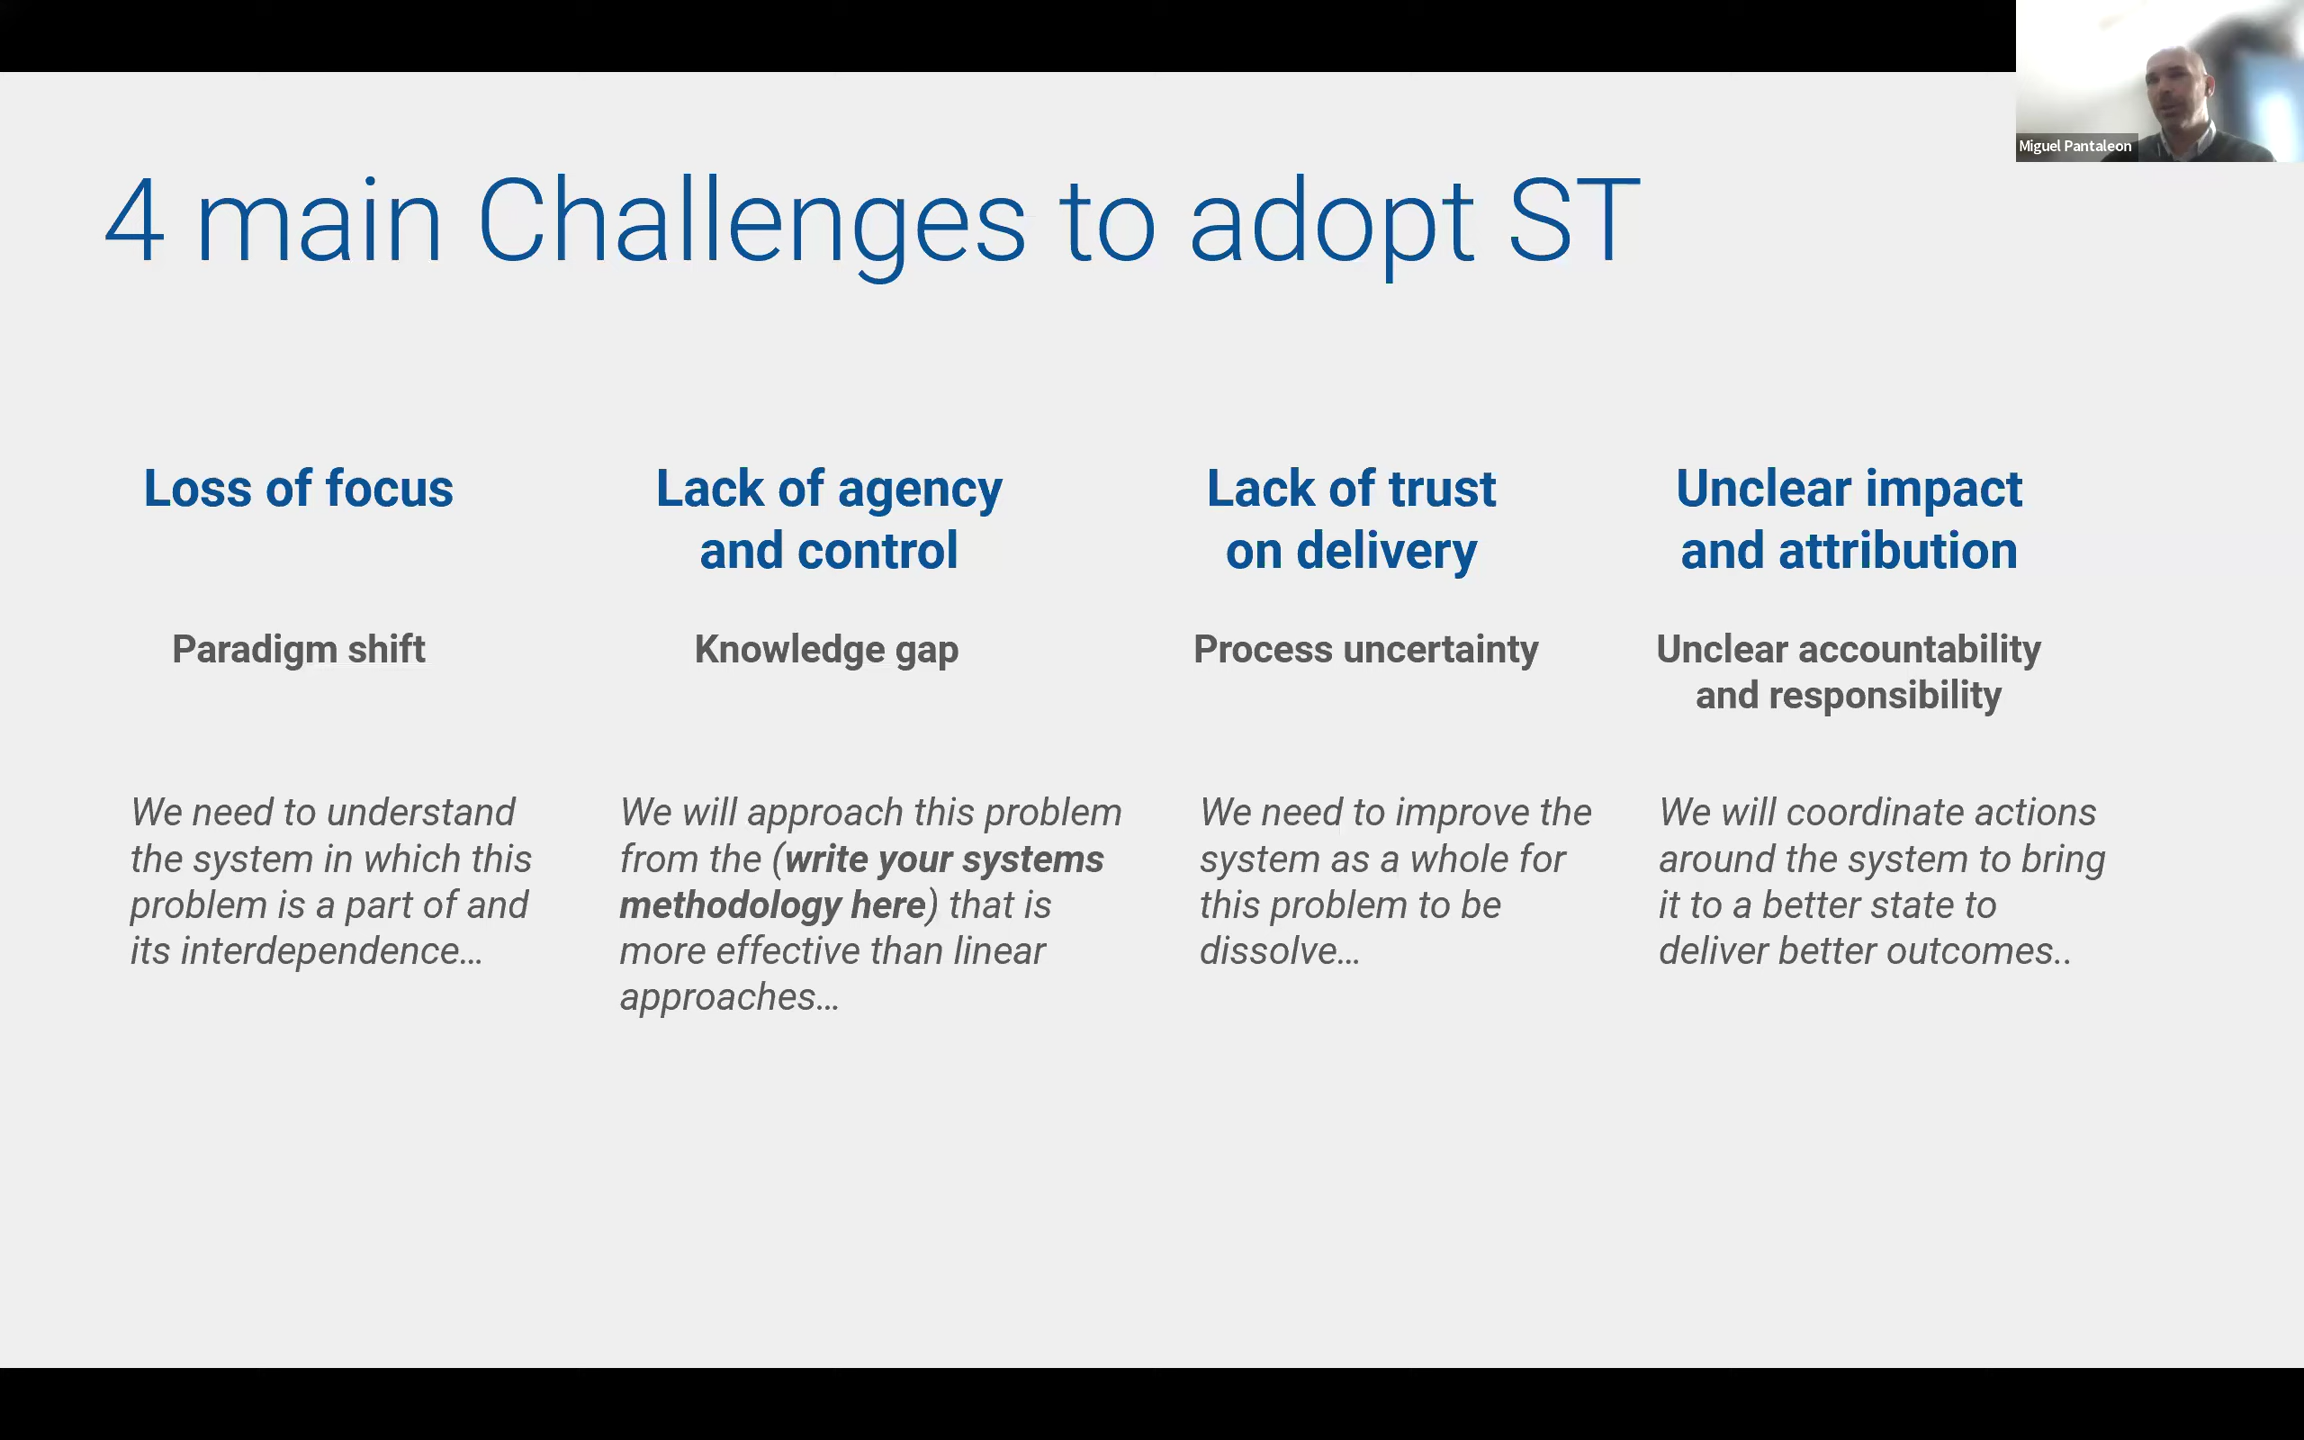 Miguel Pantaleon
4 main Challenges to adopt ST
Loss of focus
Paradigm shift
We need to understand
the system in which this
problem is a part of and
its interdependence…
Lack of agency
and control
Knowledge gap
We will approach this problem
from the (write your systems
methodology here) that is
more effective than linear
approaches…
Lack of trust
on delivery
Process uncertainty
We need to improve the
system as a whole for
this problem to be
dissolve…
Unclear impact
and attribution
Unclear accountability
and responsibility
We will coordinate actions
around the system to bring
it to a better state to
deliver better outcomes..